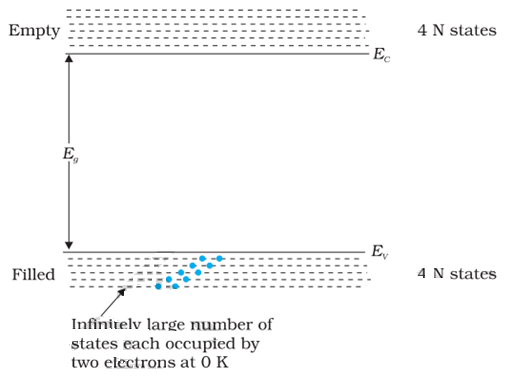 Empty
4 N states
E_C
E_g
E_V
Filled
4 N states
Infinitely large number of
states each occupied by
two electrons at 0 K